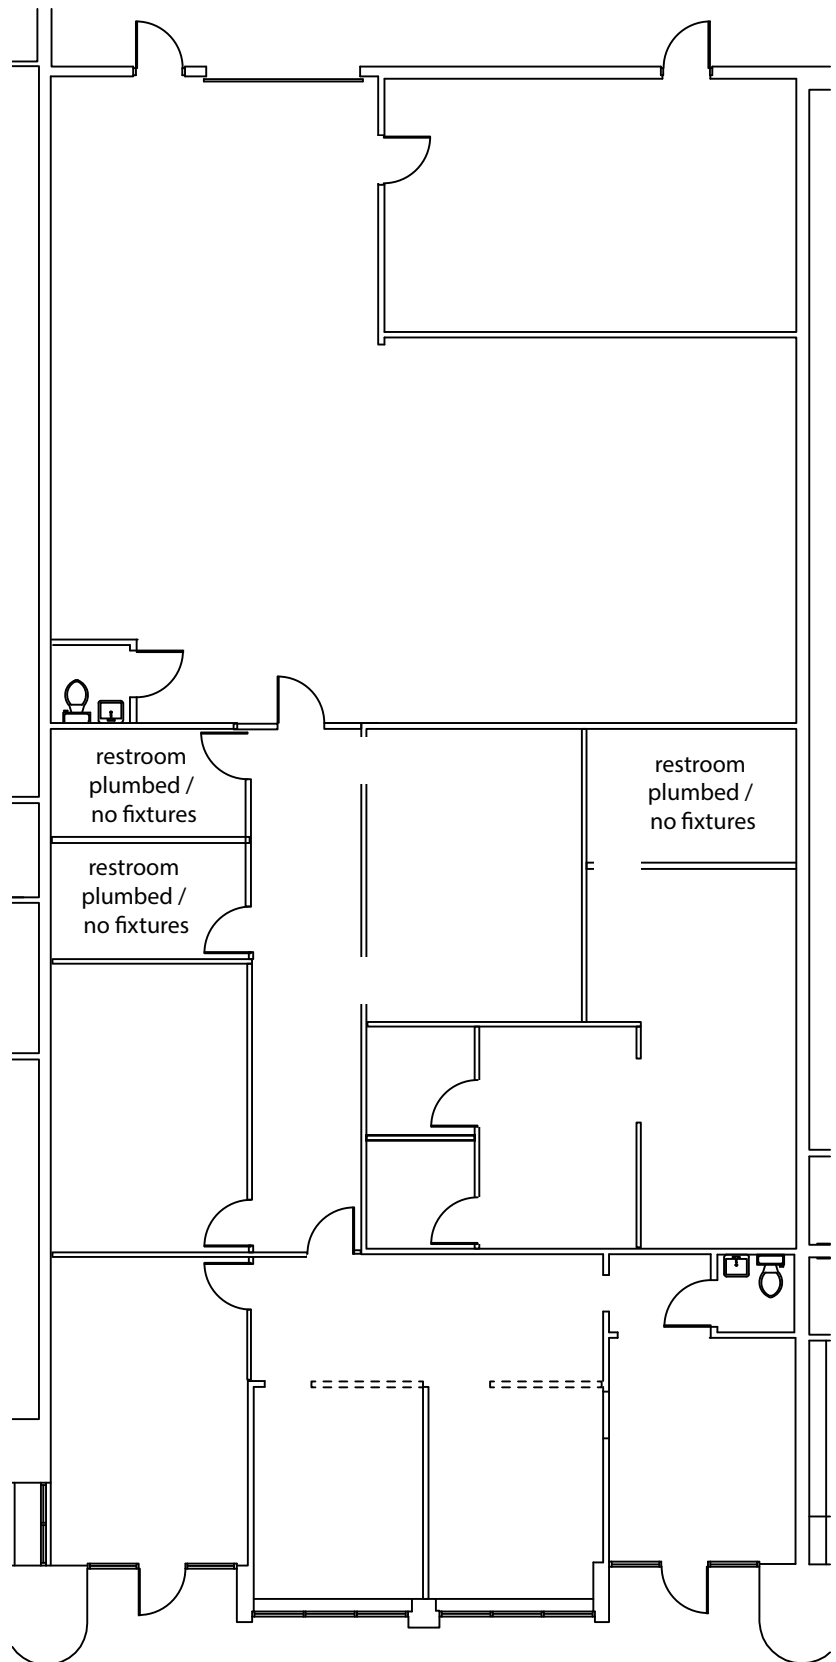 restroom
plumbed /
no fixtures
restroom
plumbed /
no fixtures
restroom
plumbed /
no fixtures